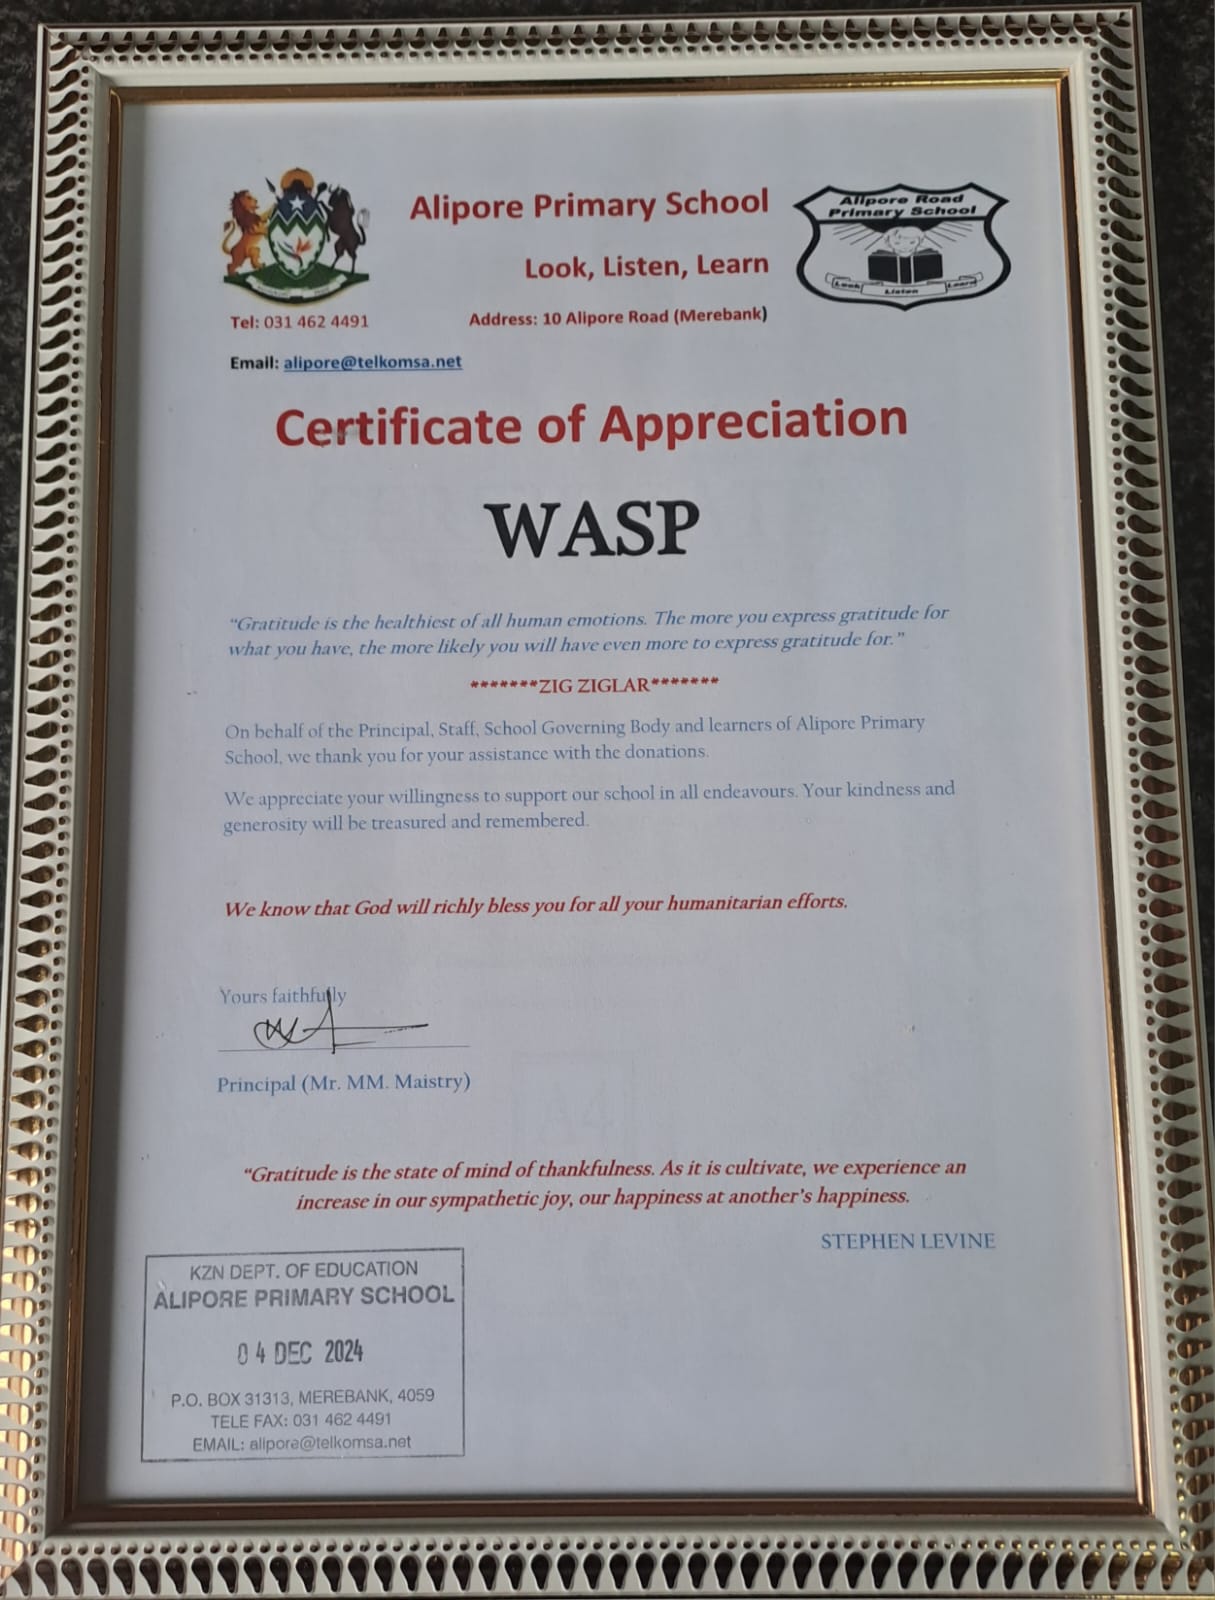 Alipore Primary School
Look, Listen, Learn
Alipore Road
Primary School
Look Listen Learn
Tel: 031 462 4491
Address: 10 Alipore Road (Merebank)
Email: alipore@telkomsa.net
Certificate of Appreciation
WASP
“Gratitude is the healthiest of all human emotions. The more you express gratitude for
what you have, the more likely you will have even more to express gratitude for.”
*******ZIG ZIGLAR*******
On behalf of the Principal, Staff, School Governing Body and learners of Alipore Primary
School, we thank you for your assistance with the donations.
We appreciate your willingness to support our school in all endeavours. Your kindness and
generosity will be treasured and remembered.
We know that God will richly bless you for all your humanitarian efforts.
Yours faithfully
Principal (Mr. MM. Maistry)
“Gratitude is the state of mind of thankfulness. As it is cultivate, we experience an
increase in our sympathetic joy, our happiness at another’s happiness.
STEPHEN LEVINE
KZN DEPT. OF EDUCATION
ALIPORE PRIMARY SCHOOL
04 DEC 2024
P.O. BOX 31313, MEREBANK, 4059
TELE FAX: 031 462 4491
EMAIL: alipore@telkomsa.net
A4